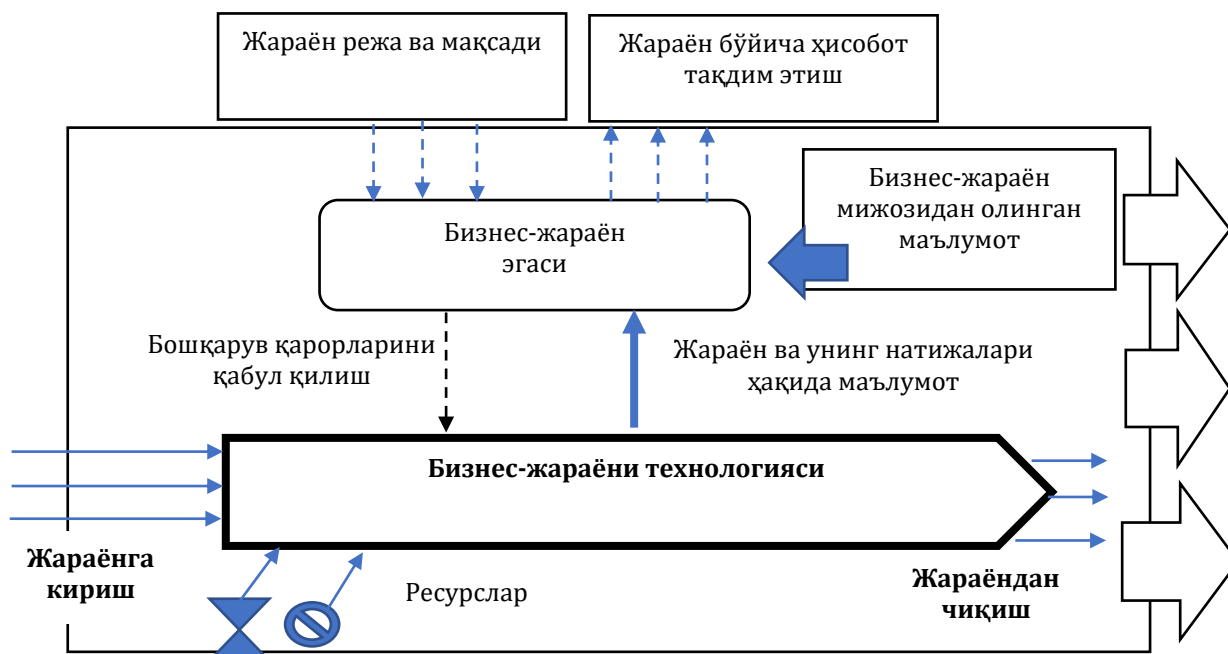 Жараён режа ва мақсади
Жараён бўйича ҳисобот
тақдим этиш
Бизнес-жараён
мижозидан олинган
маълумот
Бизнес-жараён
эгаси
Бошқарув қарорларини
қабул қилиш
Жараён ва унинг натижалари
ҳақида маълумот
Бизнес-жараёни технологияси
Жараёнга
кириш
Ресурслар
Жараёндан
чиқиш